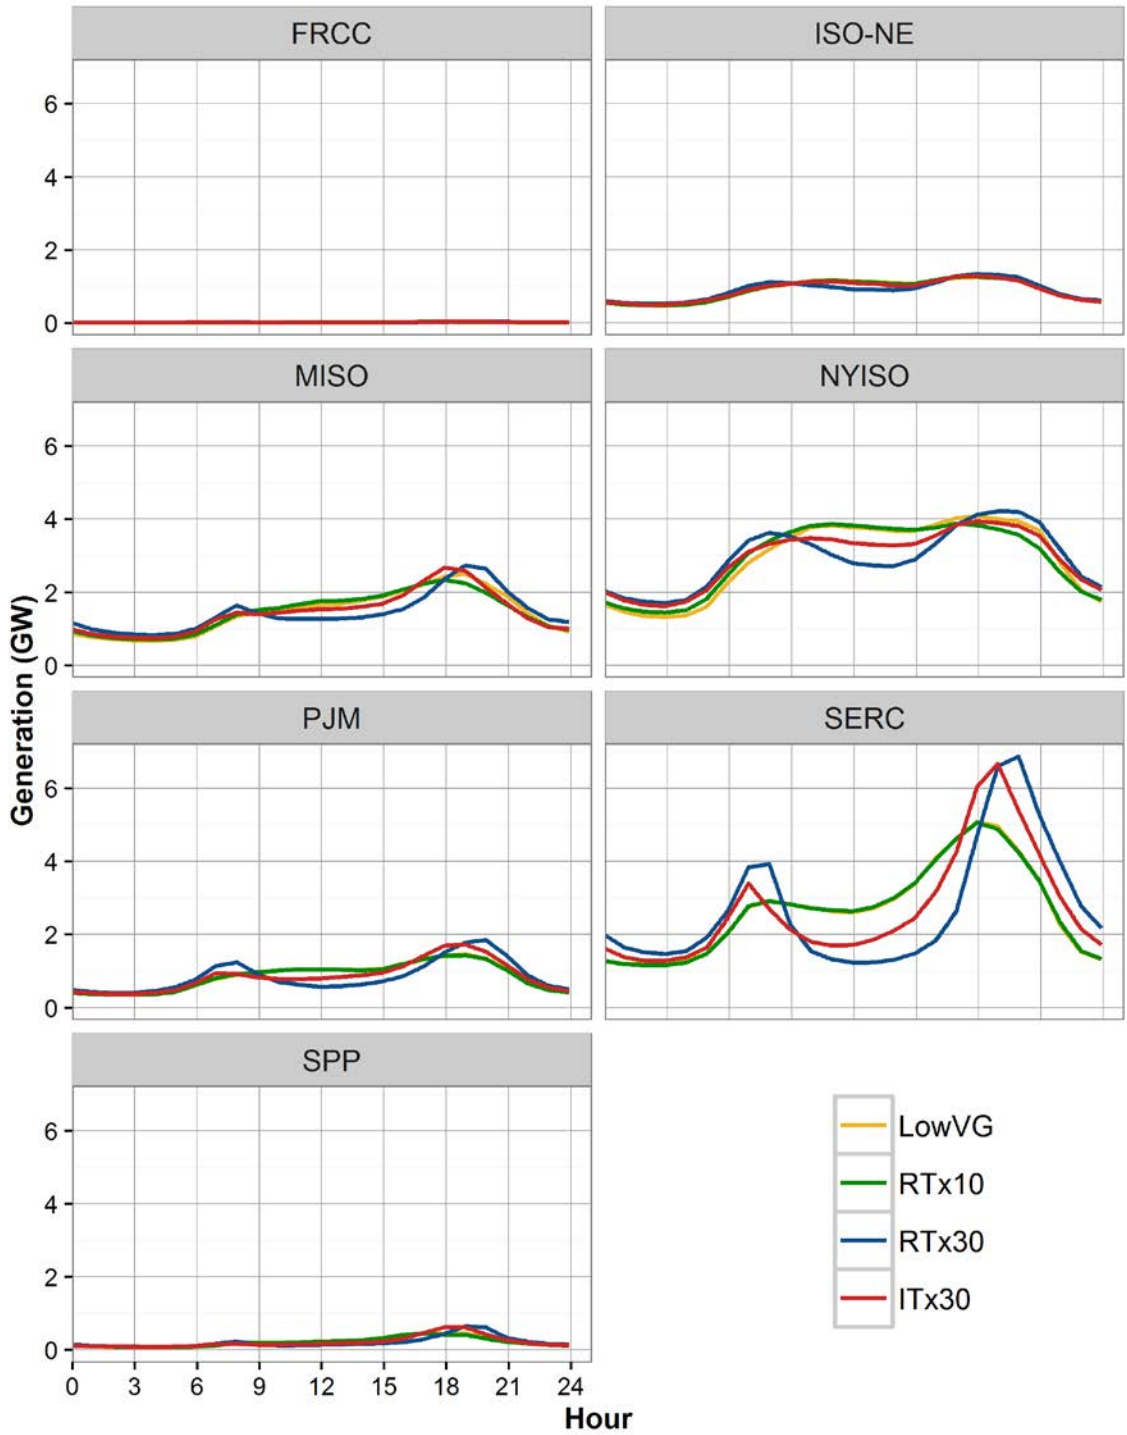 FRCC
ISO-NE
6
4
2
0
MISO
NYISO
6
4
2
0
Generation (GW)
PJM
SERC
6
4
2
0
SPP
6
4
2
0
0 3 6 9 12 15 18 21 24
Hour
LowVG
RTx10
RTx30
ITx30